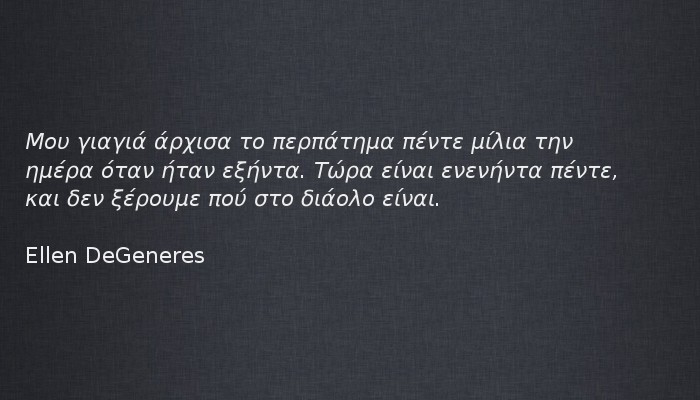 Μου γιαγιά άρχισα το περπάτημα πέντε μίλια την
ημέρα όταν ήταν εξήντα. Τώρα είναι ενενήντα πέντε,
και δεν ξέρουμε πού στο διάολο είναι.
Ellen DeGeneres